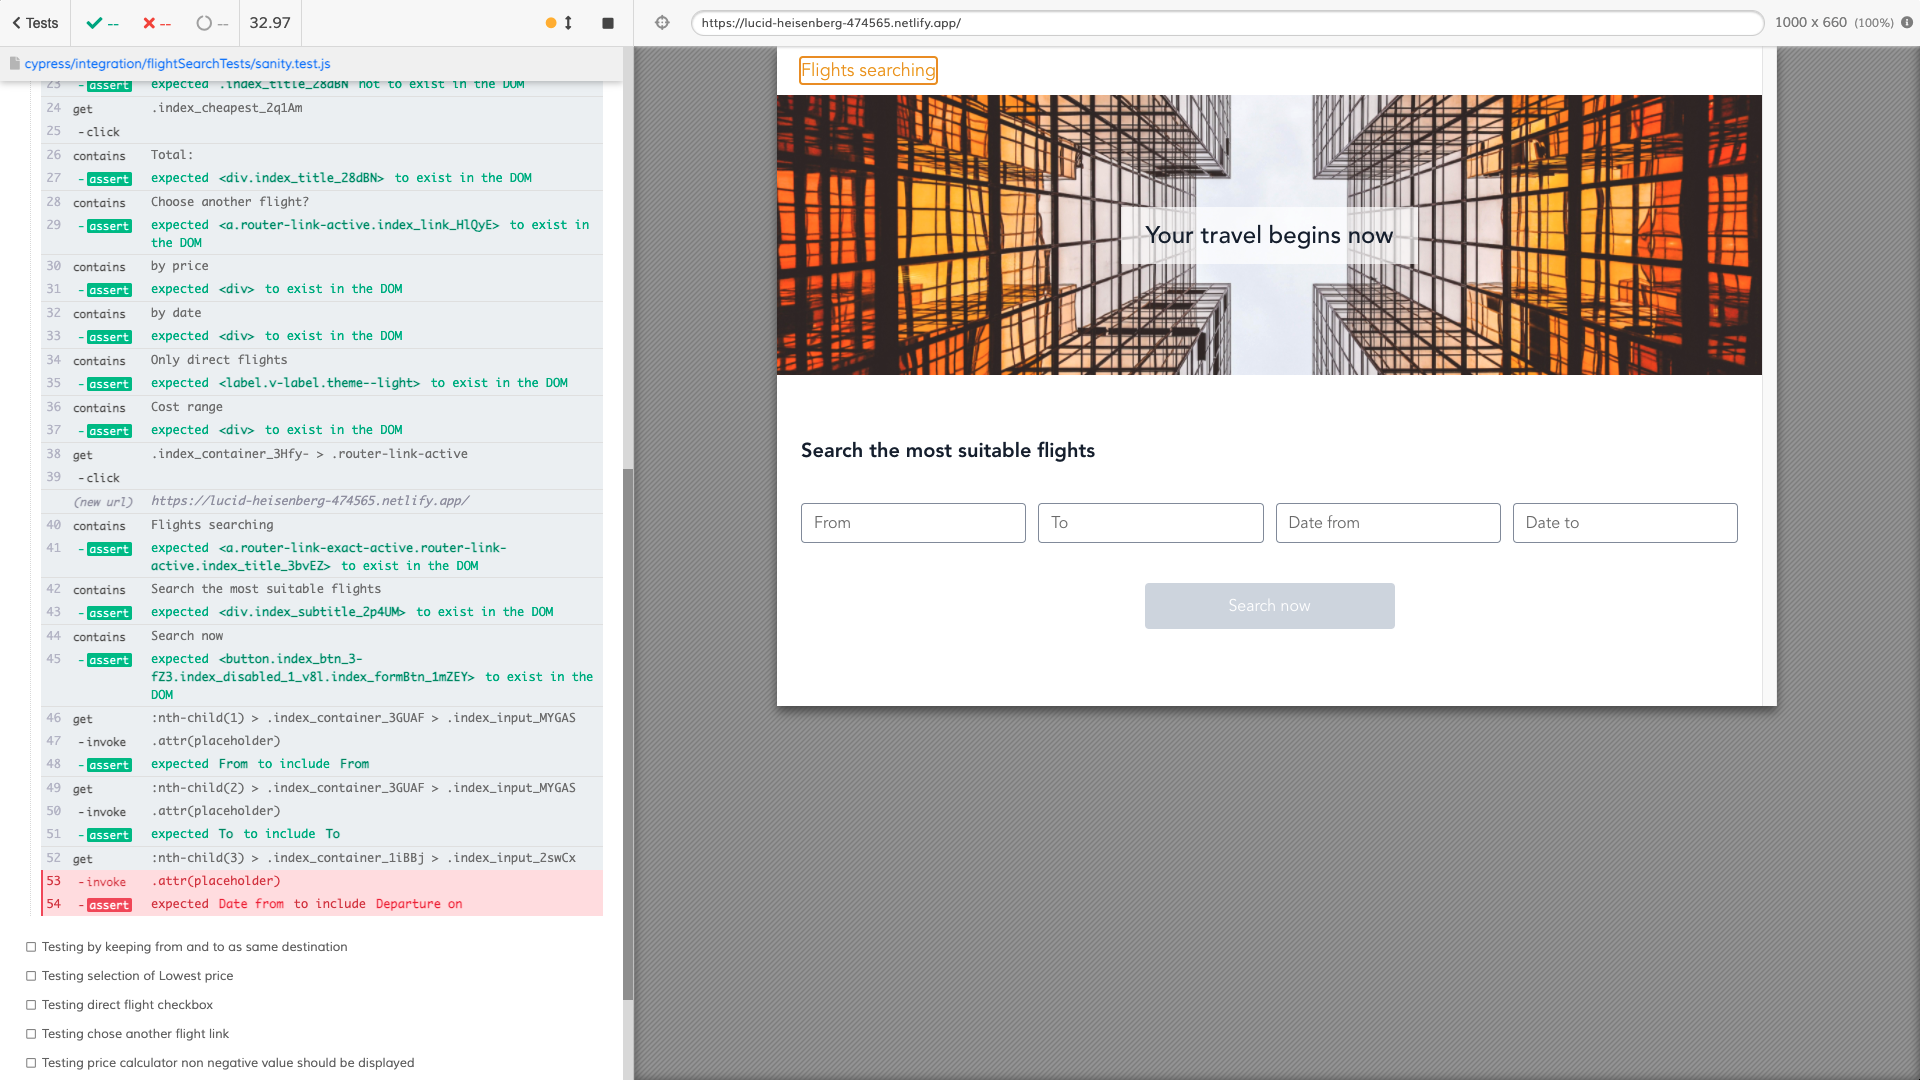 Tests
--
--
--
32.97
https://lucid-heisenberg-474565.netlify.app/
1000 x 660 (100%)
cypress/integration/flightSearchTests/sanity.test.js
23 -assert expected .index_title_28dBN not to exist in the DOM
24 get .index_cheapest_2q1Am
25 -click
26 contains Total:
27 -assert expected <div.index_title_28dBN> to exist in the DOM
28 contains Choose another flight?
29 -assert expected <a.router-link-active.index_link_HlQyE> to exist in
the DOM
30 contains by price
31 -assert expected <div> to exist in the DOM
32 contains by date
33 -assert expected <div> to exist in the DOM
34 contains Only direct flights
35 -assert expected <label.v-label.theme--light> to exist in the DOM
36 contains Cost range
37 -assert expected <div> to exist in the DOM
38 get .index_container_3Hfy- > .router-link-active
39 -click
(new url) https://lucid-heisenberg-474565.netlify.app/
40 contains Flights searching
41 -assert expected <a.router-link-exact-active.router-link-
active.index_title_3bvEZ> to exist in the DOM
42 contains Search the most suitable flights
43 -assert expected <div.index_subtitle_2p4UM> to exist in the DOM
44 contains Search now
45 -assert expected <button.index_btn_3-
fZ3.index_disabled_1_v8l.index_formBtn_1mZEY> to exist in the
DOM
46 get :nth-child(1) > .index_container_3GUAF > .index_input_MYGAS
47 -invoke .attr(placeholder)
48 -assert expected From to include From
49 get :nth-child(2) > .index_container_3GUAF > .index_input_MYGAS
50 -invoke .attr(placeholder)
51 -assert expected To to include To
52 get :nth-child(3) > .index_container_1iBBj > .index_input_2swCx
53 -invoke .attr(placeholder)
54 -assert expected Date from to include Departure on
Testing by keeping from and to as same destination
Testing selection of Lowest price
Testing direct flight checkbox
Testing chose another flight link
Testing price calculator non negative value should be displayed
Flights searching
Your travel begins now
Search the most suitable flights
From
To
Date from
Date to
Search now